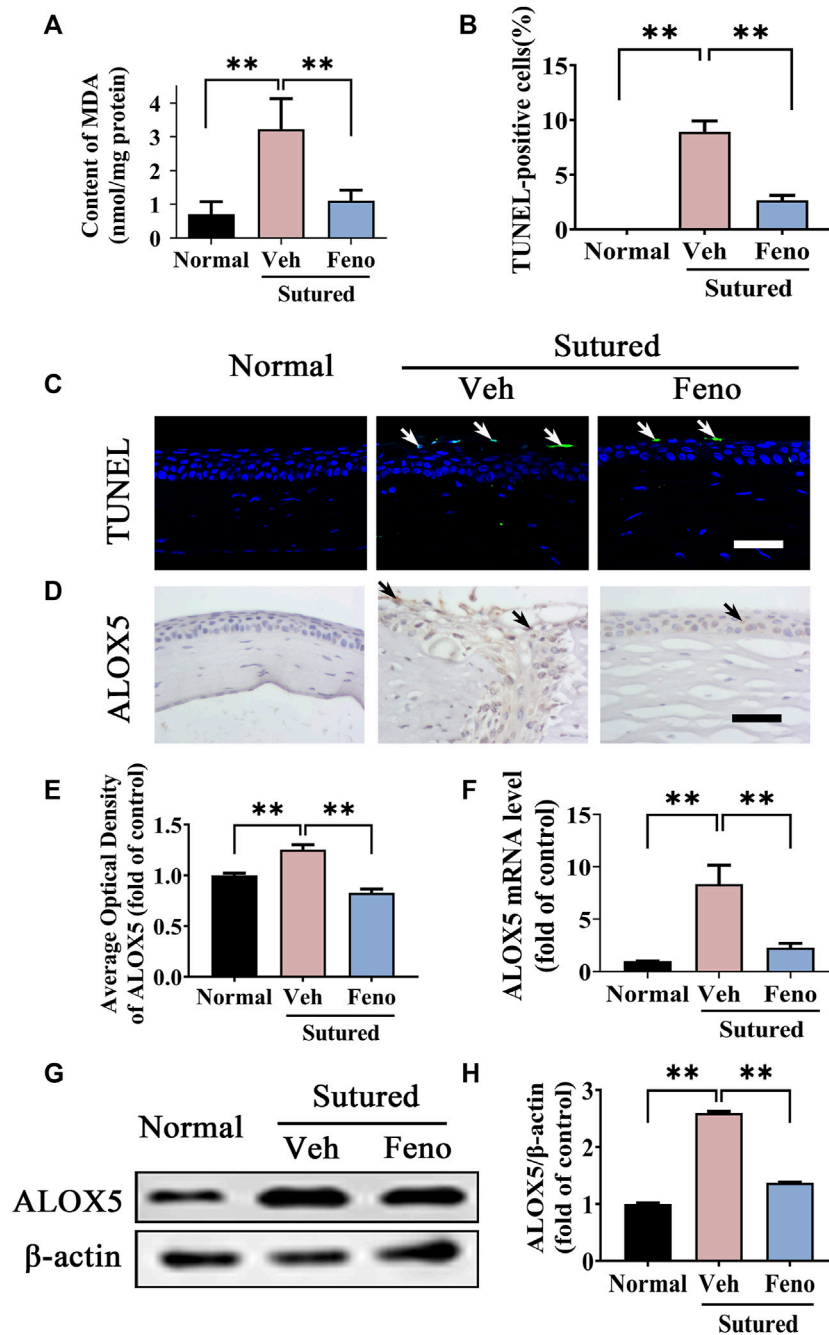 A
Content of MDA
(nmol/mg protein)
4
3
2
1
0
** **
Normal Veh Feno
Sutured
B
TUNEL-positive cells(%)
15
10
5
0
** **
Normal Veh Feno
Sutured
Normal Sutured
Veh Feno
C
TUNEL
D
ALOX5
E
Average Optical Density
of ALOX5 (fold of control)
1.5
1.0
0.5
0.0
** **
Normal Veh Feno
Sutured
F
ALOX5 mRNA level
(fold of control)
15
10
5
0
** **
Normal Veh Feno
Sutured
G
Normal Sutured
Veh Feno
ALOX5
β-actin
H
ALOX5/β-actin
(fold of control)
3
2
1
0
** **
Normal Veh Feno
Sutured